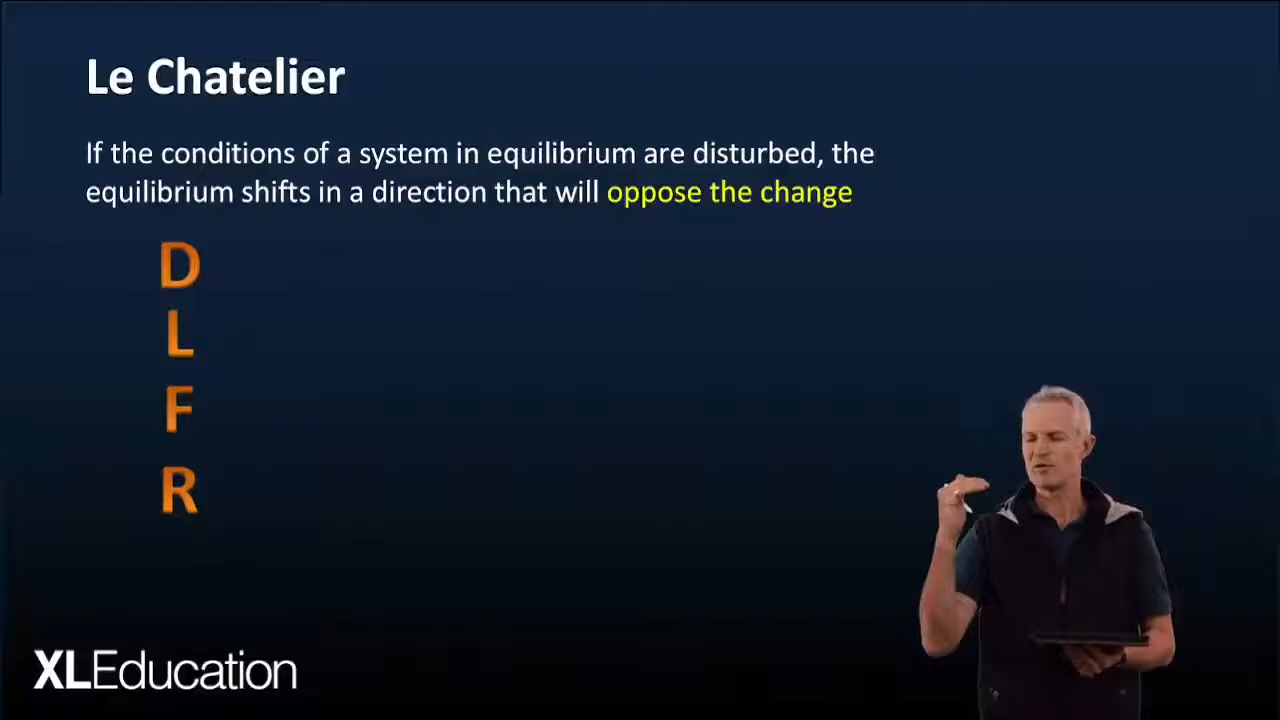 Le Chatelier
If the conditions of a system in equilibrium are disturbed, the
equilibrium shifts in a direction that will oppose the change
D
L
F
R
XLEducation